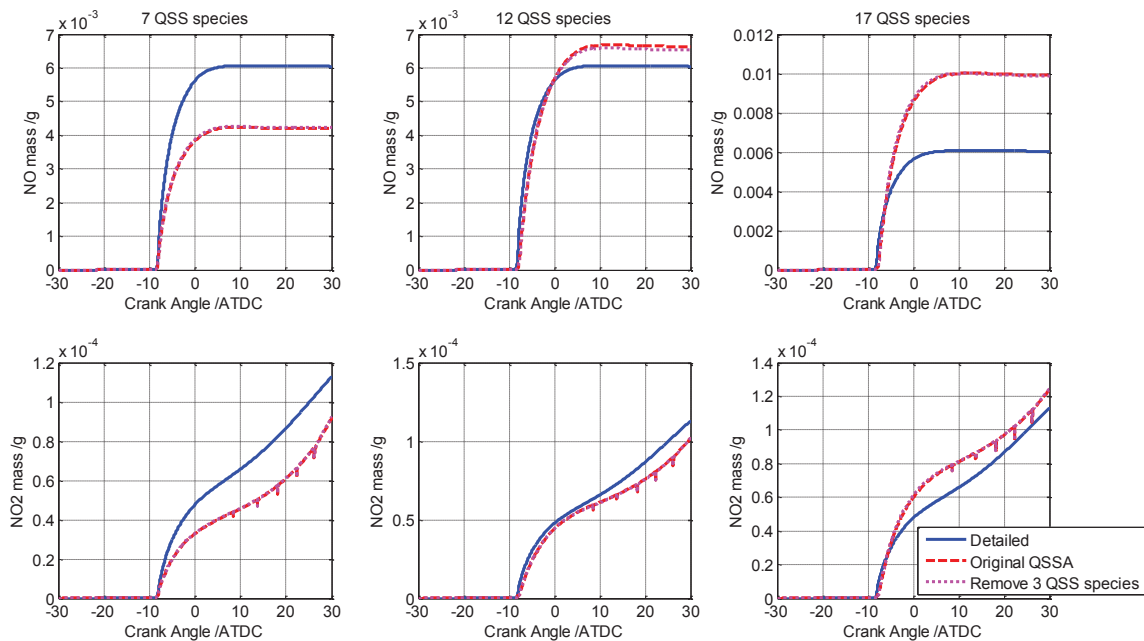 7 QSS species
x 10⁻³
7
6
5
4
3
2
1
0
NO mass /g
-30 -20 -10 0 10 20 30
Crank Angle /ATDC
12 QSS species
x 10⁻³
7
6
5
4
3
2
1
0
NO mass /g
-30 -20 -10 0 10 20 30
Crank Angle /ATDC
17 QSS species
0.012
0.01
0.008
0.006
0.004
0.002
0
NO mass /g
-30 -20 -10 0 10 20 30
Crank Angle /ATDC
x 10⁻⁴
1.2
1
0.8
0.6
0.4
0.2
0
NO2 mass /g
-30 -20 -10 0 10 20 30
Crank Angle /ATDC
x 10⁻⁴
1.5
1
0.5
0
NO2 mass /g
-30 -20 -10 0 10 20 30
Crank Angle /ATDC
x 10⁻⁴
1.4
1.2
1
0.8
0.6
0.4
0.2
0
NO2 mass /g
-30 -20 -10 0 10 20 30
Crank Angle /ATDC
Detailed
Original QSSA
Remove 3 QSS species